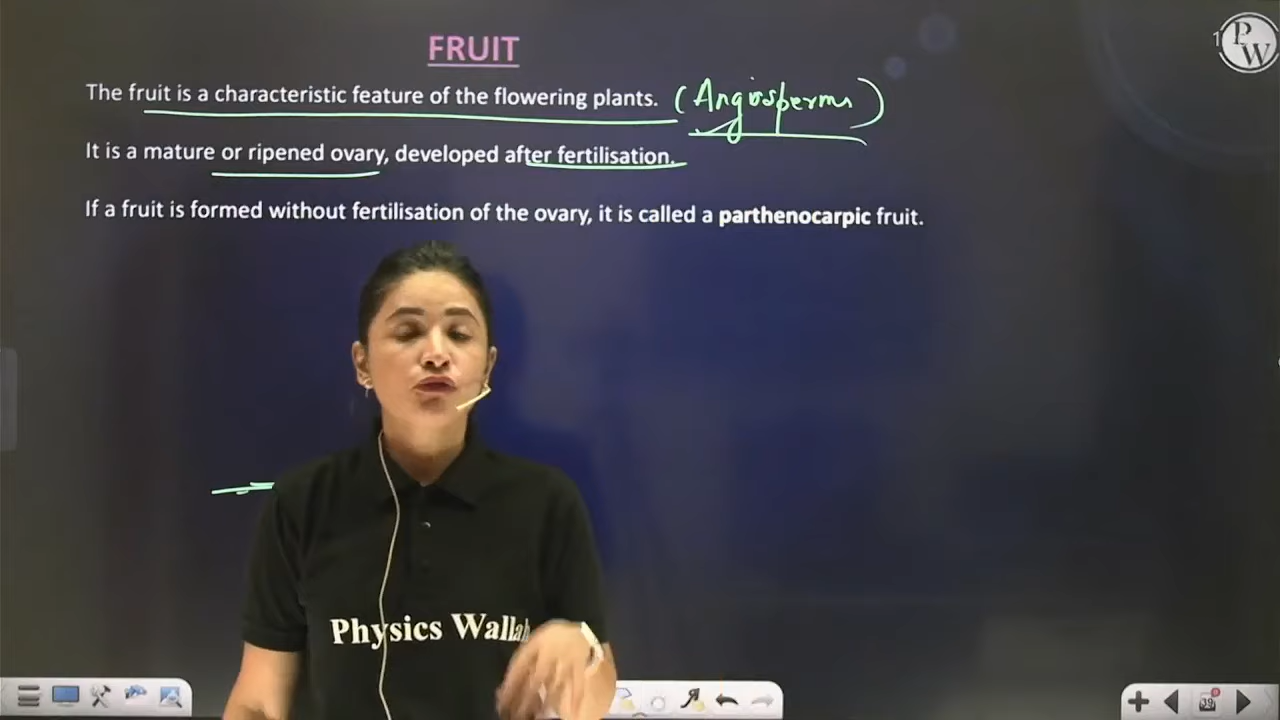 FRUIT
PW
The fruit is a characteristic feature of the flowering plants. (Angiosperms)
It is a mature or ripened ovary, developed after fertilisation.
If a fruit is formed without fertilisation of the ovary, it is called a parthenocarpic fruit.
Physics Wallah